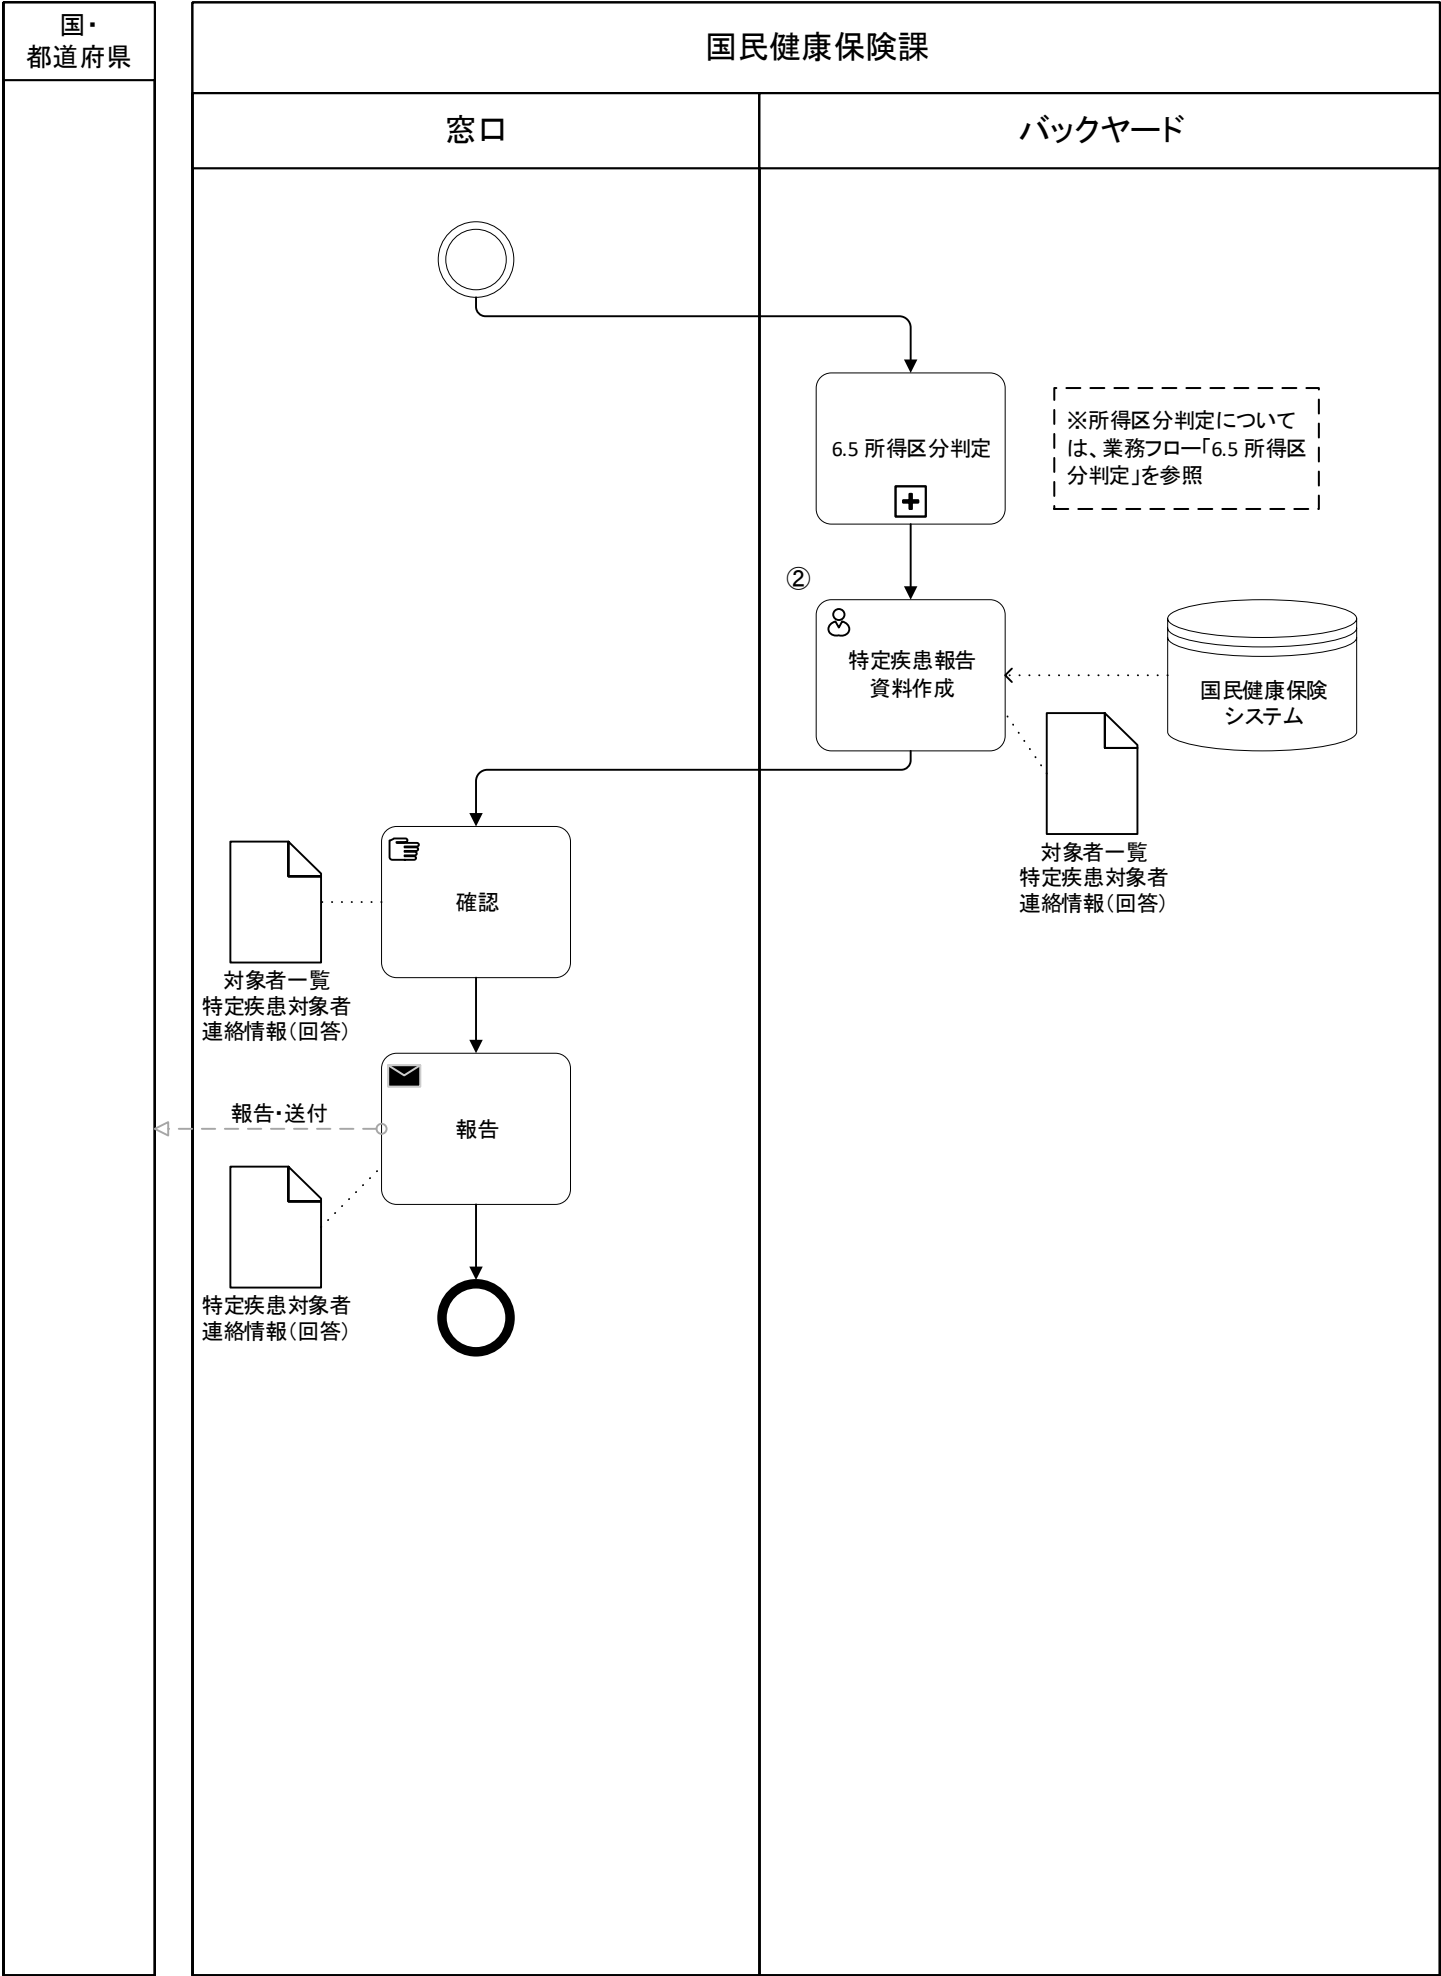 国・
都道府県
国民健康保険課
窓口
バックヤード
6.5 所得区分判定
※所得区分判定について
は、業務フロー「6.5 所得区
分判定」を参照
②
特定疾患報告
資料作成
国民健康保険
システム
対象者一覧
特定疾患対象者
連絡情報（回答）
確認
対象者一覧
特定疾患対象者
連絡情報（回答）
報告・送付
報告
特定疾患対象者
連絡情報（回答）